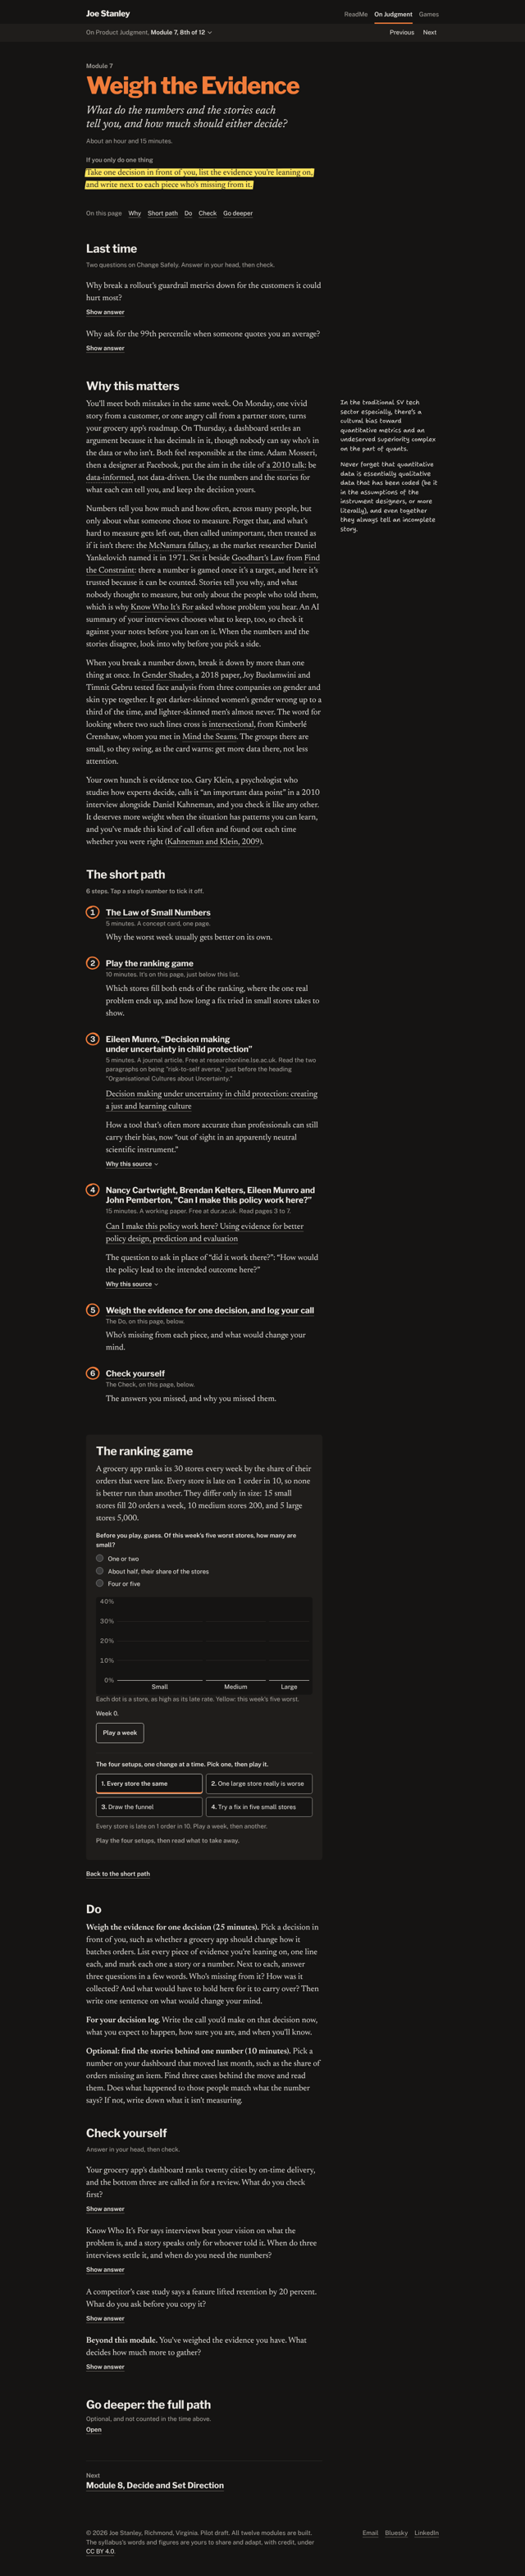 Joe Stanley
ReadMe On Judgment Games
On Product Judgment, Module 7, 8th of 12
Previous Next
Module 7
Weigh the Evidence
What do the numbers and the stories each
tell you, and how much should either decide?
About an hour and 15 minutes.
If you only do one thing
Take one decision in front of you, list the evidence you're leaning on,
and write next to each piece who's missing from it.
On this page Why Short path Do Check Go deeper
Last time
Two questions on Change Safely. Answer in your head, then check.
Why break a rollout's guardrail metrics down for the customers it could
hurt most?
Show answer
Why ask for the 99th percentile when someone quotes you an average?
Show answer
Why this matters
You'll meet both mistakes in the same week. On Monday, one vivid
story from a customer, or one angry call from a partner store, turns
your grocery app's roadmap. On Thursday, a dashboard settles an
argument because it has decimals in it, though nobody can say who's in
the data or who isn't. Both feel responsible at the time. Adam Mosseri,
then a designer at Facebook, put the aim in the title of a 2010 talk: be
data-informed, not data-driven. Use the numbers and the stories for
what each can tell you, and keep the decision yours.
In the traditional SV tech
sector especially, there's a
cultural bias toward
quantitative metrics and an
undeserved superiority complex
on the part of quants.
Never forget that quantitative
data is essentially qualitative
data that has been coded (be it
in the assumptions of the
instrument designers, or more
literally), and even together
they always tell an incomplete
story.
Numbers tell you how much and how often, across many people, but
only about what someone chose to measure. Forget that, and what's
hard to measure gets left out, then called unimportant, then treated as
if it isn't there: the McNamara fallacy, as the market researcher Daniel
Yankelovich named it in 1971. Set it beside Goodhart's Law from Find
the Constraint: there a number is gamed once it's a target, and here it's
trusted because it can be counted. Stories tell you why, and what
nobody thought to measure, but only about the people who told them,
which is why Know Who It's For asked whose problem you hear. An AI
summary of your interviews chooses what to keep, too, so check it
against your notes before you lean on it. When the numbers and the
stories disagree, look into why before you pick a side.
When you break a number down, break it down by more than one
thing at once. In Gender Shades, a 2018 paper, Joy Buolamwini and
Timnit Gebru tested face analysis from three companies on gender and
skin type together. It got darker-skinned women's gender wrong up to a
third of the time, and lighter-skinned men's almost never. The word for
looking where two such lines cross is intersectional, from Kimberlé
Crenshaw, whom you met in Mind the Seams. The groups there are
small, so they swing, as the card warns: get more data there, not less
attention.
Your own hunch is evidence too. Gary Klein, a psychologist who
studies how experts decide, calls it "an important data point" in a 2010
interview alongside Daniel Kahneman, and you check it like any other.
It deserves more weight when the situation has patterns you can learn,
and you've made this kind of call often and found out each time
whether you were right (Kahneman and Klein, 2009).
The short path
6 steps. Tap a step's number to tick it off.
1 The Law of Small Numbers
5 minutes. A concept card, one page.
Why the worst week usually gets better on its own.
2 Play the ranking game
10 minutes. It's on this page, just below this list.
Which stores fill both ends of the ranking, where the one real
problem ends up, and how long a fix tried in small stores takes to
show.
3 Eileen Munro, "Decision making
under uncertainty in child protection"
5 minutes. A journal article. Free at researchonline.lse.ac.uk. Read the two
paragraphs on being "risk-to-self averse," just before the heading
"Organisational Cultures about Uncertainty."
Decision making under uncertainty in child protection: creating
a just and learning culture
How a tool that's often more accurate than professionals can still
carry their bias, now "out of sight in an apparently neutral
scientific instrument."
Why this source
4 Nancy Cartwright, Brendan Kelters, Eileen Munro and
John Pemberton, "Can I make this policy work here?"
15 minutes. A working paper. Free at dur.ac.uk. Read pages 3 to 7.
Can I make this policy work here? Using evidence for better
policy design, prediction and evaluation
The question to ask in place of "did it work there?": "How would
the policy lead to the intended outcome here?"
Why this source
5 Weigh the evidence for one decision, and log your call
The Do, on this page, below.
Who's missing from each piece, and what would change your
mind.
6 Check yourself
The Check, on this page, below.
The answers you missed, and why you missed them.
The ranking game
A grocery app ranks its 30 stores every week by the share of their
orders that were late. Every store is late on 1 order in 10, so none
is better run than another. They differ only in size: 15 small
stores fill 20 orders a week, 10 medium stores 200, and 5 large
stores 5,000.
Before you play, guess. Of this week's five worst stores, how many are
small?
One or two
About half, their share of the stores
Four or five
40%
30%
20%
10%
0%
Small Medium Large
Each dot is a store, as high as its late rate. Yellow: this week's five worst.
Week 0.
Play a week
The four setups, one change at a time. Pick one, then play it.
1. Every store the same
2. One large store really is worse
3. Draw the funnel
4. Try a fix in five small stores
Every store is late on 1 order in 10. Play a week, then another.
Play the four setups, then read what to take away.
Back to the short path
Do
Weigh the evidence for one decision (25 minutes). Pick a decision in
front of you, such as whether a grocery app should change how it
batches orders. List every piece of evidence you're leaning on, one line
each, and mark each one a story or a number. Next to each, answer
three questions in a few words. Who's missing from it? How was it
collected? And what would have to hold here for it to carry over? Then
write one sentence on what would change your mind.
For your decision log. Write the call you'd make on that decision now,
what you expect to happen, how sure you are, and when you'll know.
Optional: find the stories behind one number (10 minutes). Pick a
number on your dashboard that moved last month, such as the share of
orders missing an item. Find three cases behind the move and read
them. Does what happened to those people match what the number
says? If not, write down what it isn't measuring.
Check yourself
Answer in your head, then check.
Your grocery app's dashboard ranks twenty cities by on-time delivery,
and the bottom three are called in for a review. What do you check
first?
Show answer
Know Who It's For says interviews beat your vision on what the
problem is, and a story speaks only for whoever told it. When do three
interviews settle it, and when do you need the numbers?
Show answer
A competitor's case study says a feature lifted retention by 20 percent.
What do you ask before you copy it?
Show answer
Beyond this module. You've weighed the evidence you have. What
decides how much more to gather?
Show answer
Go deeper: the full path
Optional, and not counted in the time above.
Open
Next
Module 8, Decide and Set Direction
© 2026 Joe Stanley, Richmond, Virginia. Pilot draft. All twelve modules are built.
The syllabus's words and figures are yours to share and adapt, with credit, under
CC BY 4.0.
Email Bluesky LinkedIn